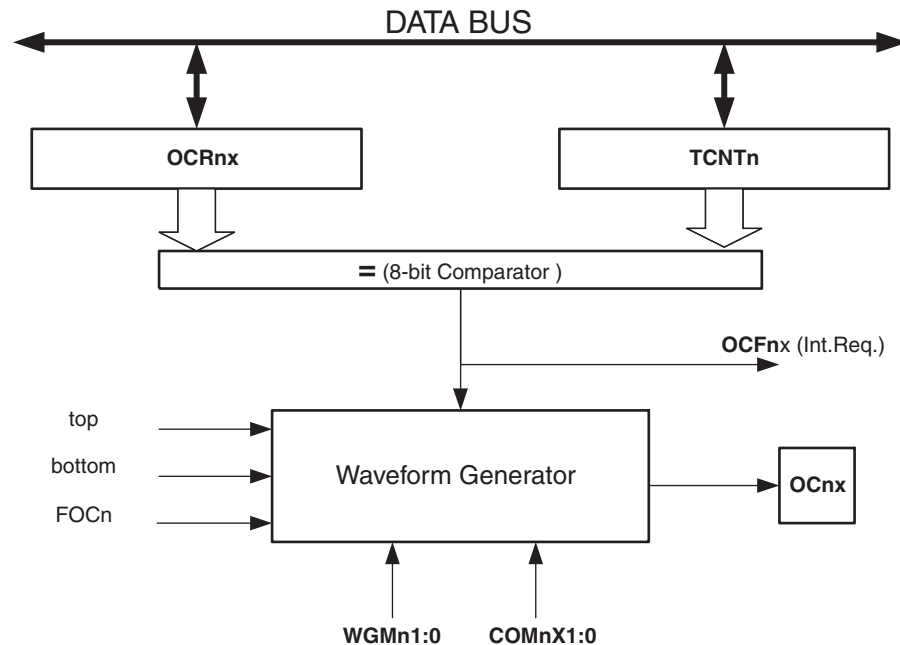 DATA BUS
OCRnx
TCNTn
= (8-bit Comparator )
OCFnx (Int.Req.)
top
bottom
FOCn
Waveform Generator
OCnx
WGMn1:0
COMnX1:0